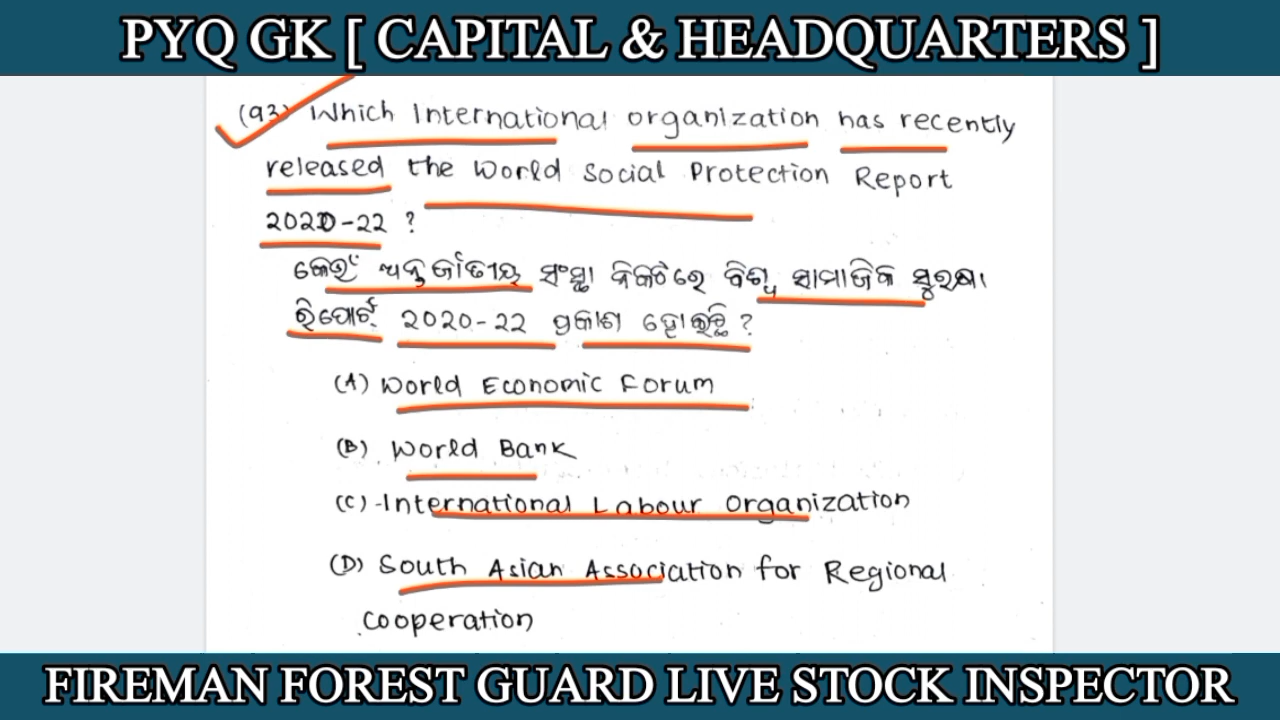 PYQ GK [ CAPITAL & HEADQUARTERS ]
(93) Which International organization has recently
released the World Social Protection Report
2020-22 ?
କେଉଁ ଅନ୍ତର୍ଜାତୀୟ ସଂସ୍ଥା ନିକଟରେ ବିଶ୍ୱ ସାମାଜିକ ସୁରକ୍ଷା
ରିପୋର୍ଟ 2020-22 ପ୍ରକାଶ ହୋଇଛି ?
(A) World Economic Forum
(B) World Bank
(C) International Labour Organization
(D) South Asian Association for Regional
Cooperation
FIREMAN FOREST GUARD LIVE STOCK INSPECTOR